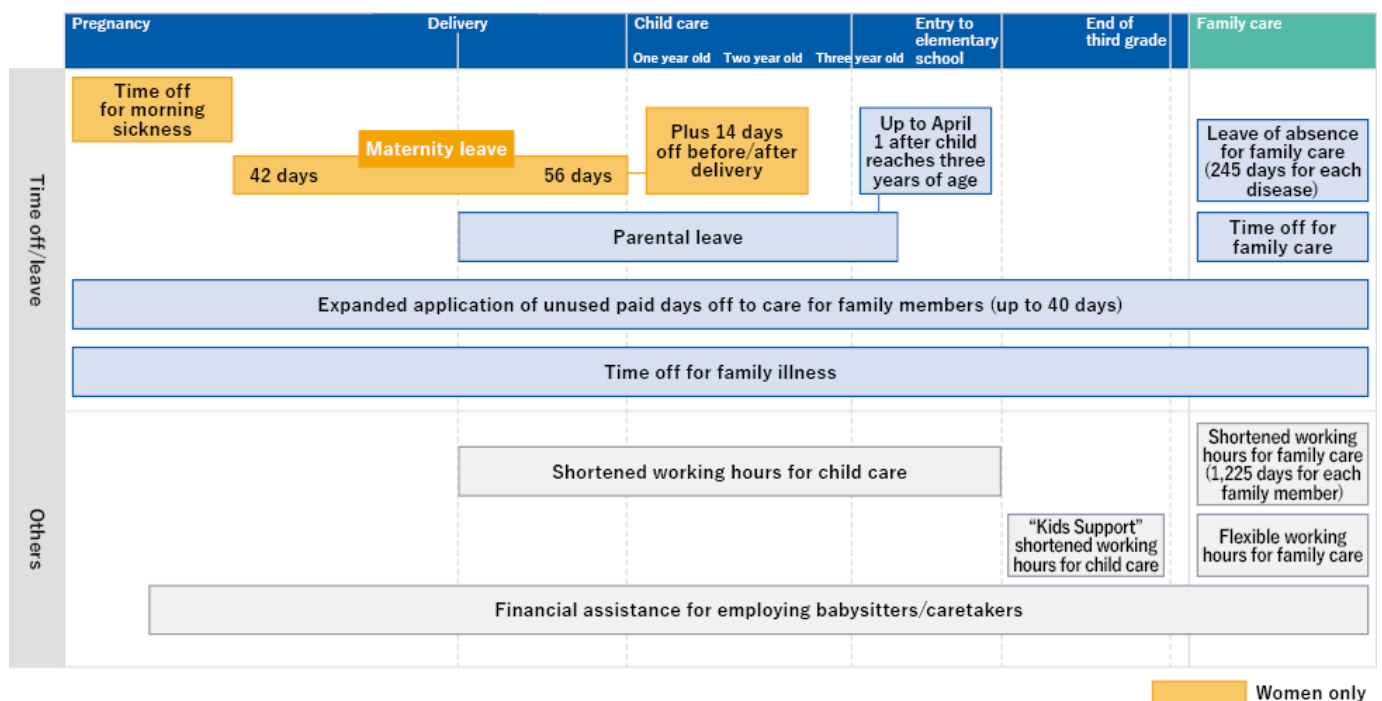 Pregnancy
Delivery
Child care
One year old Two year old Three year old
Entry to
elementary
school
End of
third grade
Family care
Time off/leave
Time off
for morning
sickness
Maternity leave
42 days
56 days
Plus 14 days
off before/after
delivery
Up to April
1 after child
reaches three
years of age
Leave of absence
for family care
(245 days for each
disease)
Parental leave
Time off for
family care
Expanded application of unused paid days off to care for family members (up to 40 days)
Time off for family illness
Others
Shortened working hours for child care
Shortened working
hours for family care
(1,225 days for each
family member)
“Kids Support”
shortened working
hours for child care
Flexible working
hours for family care
Financial assistance for employing babysitters/caretakers
Women only